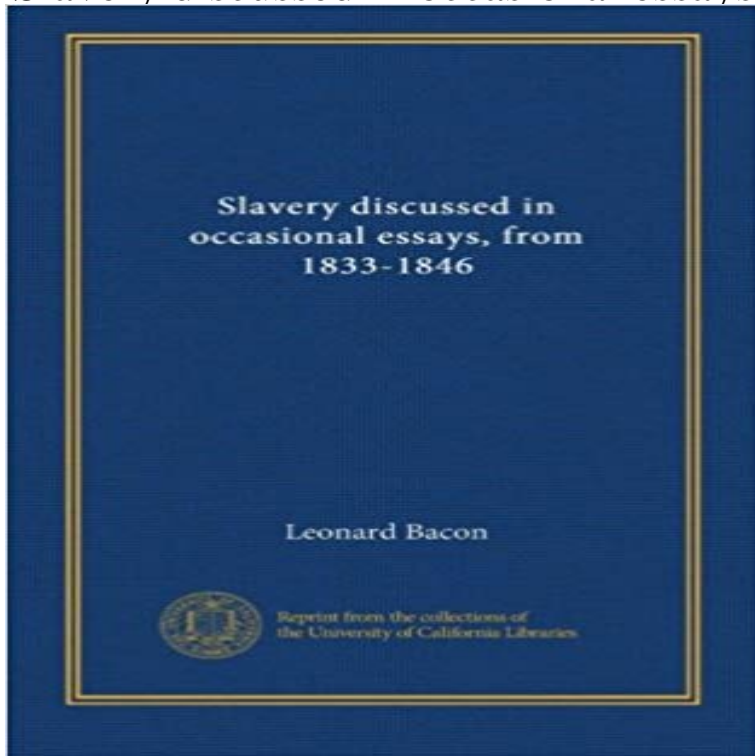 Slavery discussed in
occasional essays, from
1833-1846
Leonard Bacon
Reprint from the collections of
the University of California Libraries